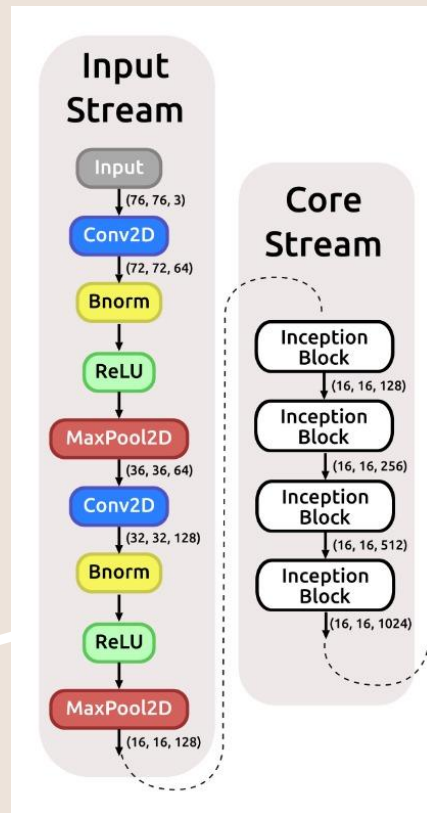 Input
Stream
Input
(76, 76, 3)
Conv2D
(72, 72, 64)
Bnorm
ReLU
MaxPool2D
(36, 36, 64)
Conv2D
(32, 32, 128)
Bnorm
ReLU
MaxPool2D
(16, 16, 128)
Core
Stream
Inception
Block
(16, 16, 128)
Inception
Block
(16, 16, 256)
Inception
Block
(16, 16, 512)
Inception
Block
(16, 16, 1024)